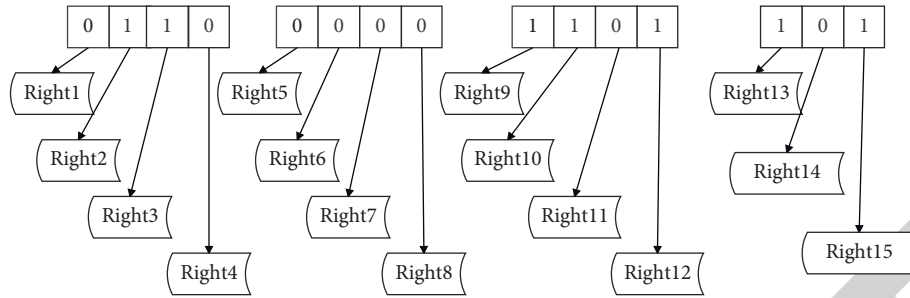 0 1 1 0
0 0 0 0
1 1 0 1
1 0 1
Right1
Right5
Right9
Right13
Right2
Right6
Right10
Right14
Right3
Right7
Right11
Right15
Right4
Right8
Right12